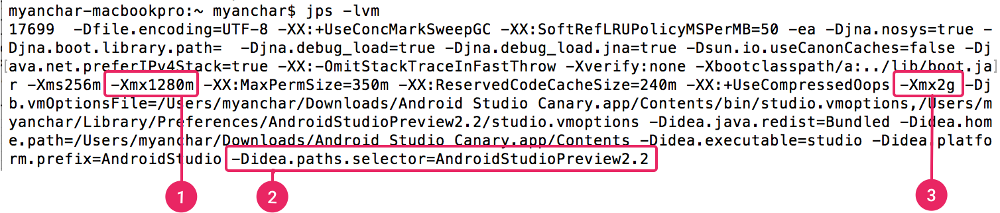 myanchar-macbookpro:~ myanchar$ jps -lvm
17699  -Dfile.encoding=UTF-8 -XX:+UseConcMarkSweepGC -XX:SoftRefLRUPolicyMSPerMB=50 -ea -Djna.nosys=true -
Djna.boot.library.path=  -Djna.debug_load=true -Djna.debug_load.jna=true -Dsun.io.useCanonCaches=false -Dj
[ava.net.preferIPv4Stack=true -XX:-OmitStackTraceInFastThrow -Xverify:none -Xbootclasspath/a:../lib/boot.ja]
r -Xms256m -Xmx1280m -XX:MaxPermSize=350m -XX:ReservedCodeCacheSize=240m -XX:+UseCompressedOops -Xmx2g -Dj
b.vmOptionsFile=/Users/myanchar/Downloads/Android Studio Canary.app/Contents/bin/studio.vmoptions,/Users/m
yanchar/Library/Preferences/AndroidStudioPreview2.2/studio.vmoptions -Didea.java.redist=Bundled -Didea.hom
e.path=/Users/myanchar/Downloads/Android Studio Canary.app/Contents -Didea.executable=studio -Didea.platfo
rm.prefix=AndroidStudio -Didea.paths.selector=AndroidStudioPreview2.2
1 2 3